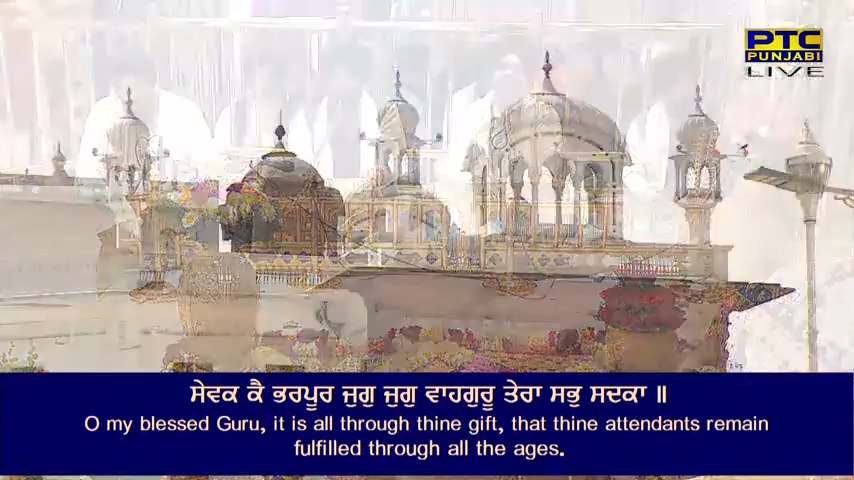 PTC
PUNJABI
LIVE
ਸੇਵਕ ਕੈ ਭਰਪੂਰ ਜੁਗੁ ਜੁਗੁ ਵਾਹਗੁਰੂ ਤੇਰਾ ਸਭੁ ਸਦਕਾ ॥
O my blessed Guru, it is all through thine gift, that thine attendants remain
fulfilled through all the ages.